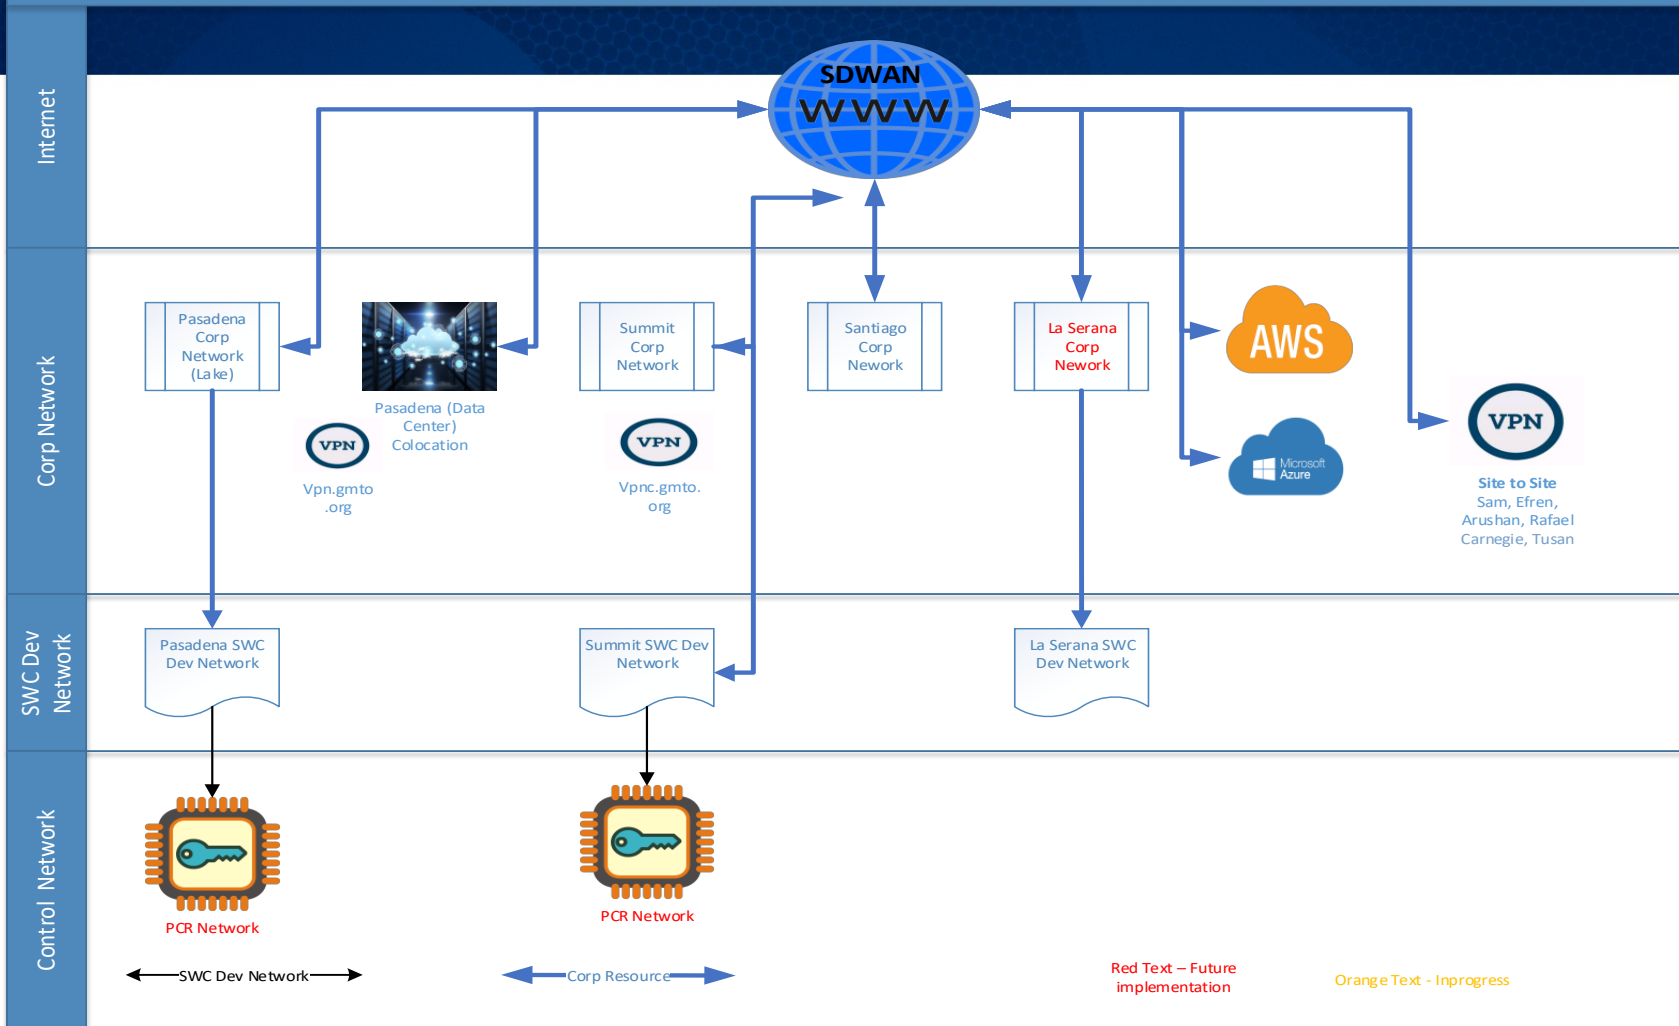 Internet
SDWAN
WWW
Corp Network
Pasadena
Corp
Network
(Lake)
Pasadena (Data
Center)
Colocation
VPN
Vpn.gmto
.org
Summit
Corp
Network
VPN
Vpnc.gmto.
org
Santiago
Corp
Nework
La Serana
Corp
Nework
AWS
Microsoft
Azure
VPN
Site to Site
Sam, Efren,
Arushan, Rafael
Carnegie, Tusan
SWC Dev
Network
Pasadena SWC
Dev Network
Summit SWC Dev
Network
La Serana SWC
Dev Network
Control Network
PCR Network
PCR Network
SWC Dev Network
Corp Resource
Red Text – Future
implementation
Orange Text - Inprogress